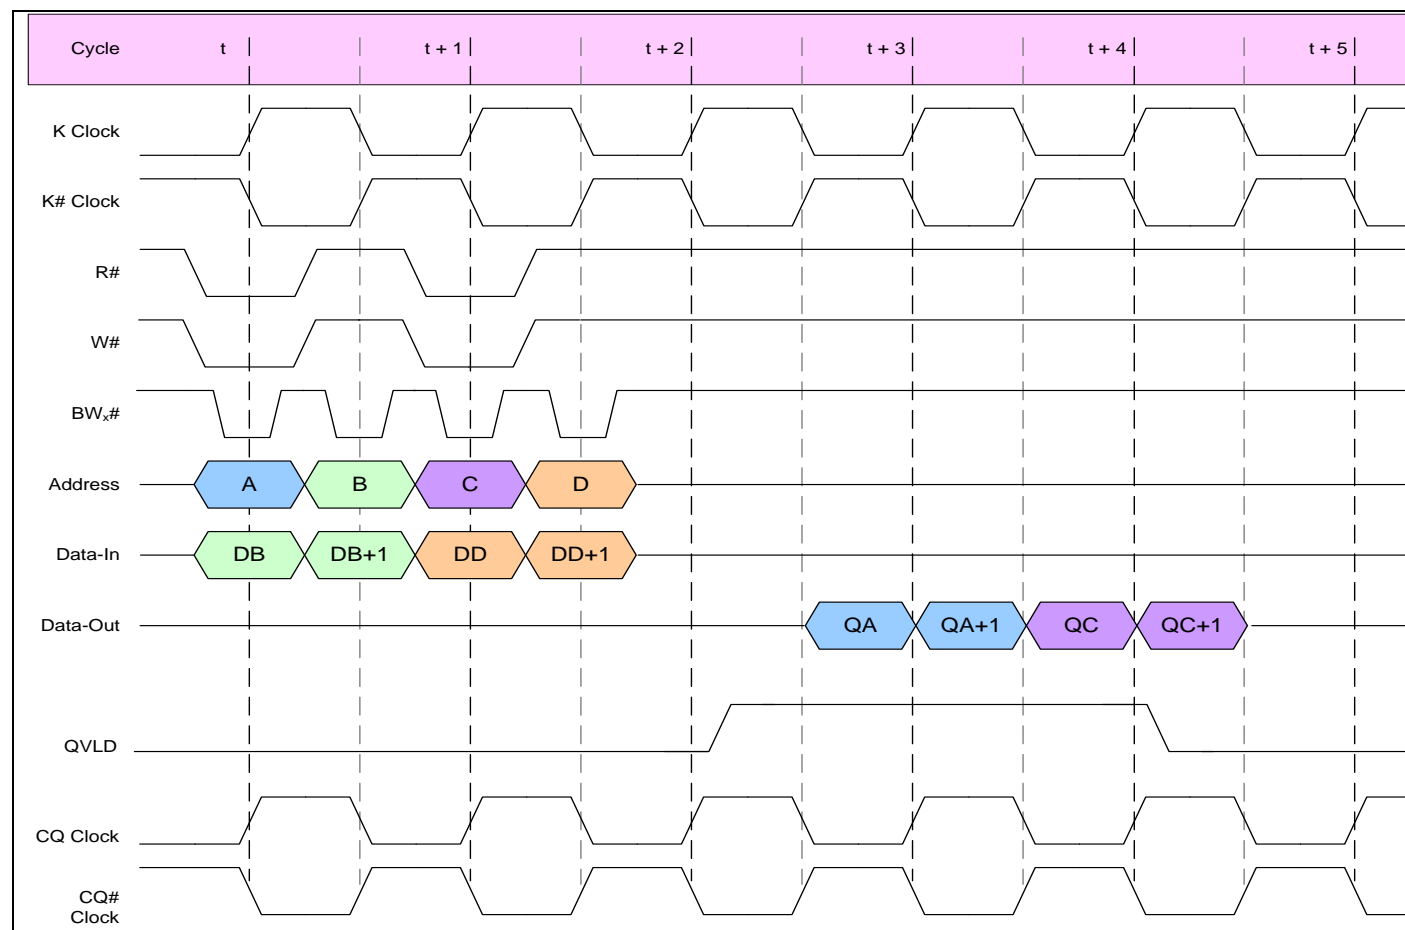 Cycle t t + 1 t + 2 t + 3 t + 4 t + 5
K Clock
K# Clock
R#
W#
BWₓ#
Address A B C D
Data-In DB DB+1 DD DD+1
Data-Out QA QA+1 QC QC+1
QVLD
CQ Clock
CQ#
Clock